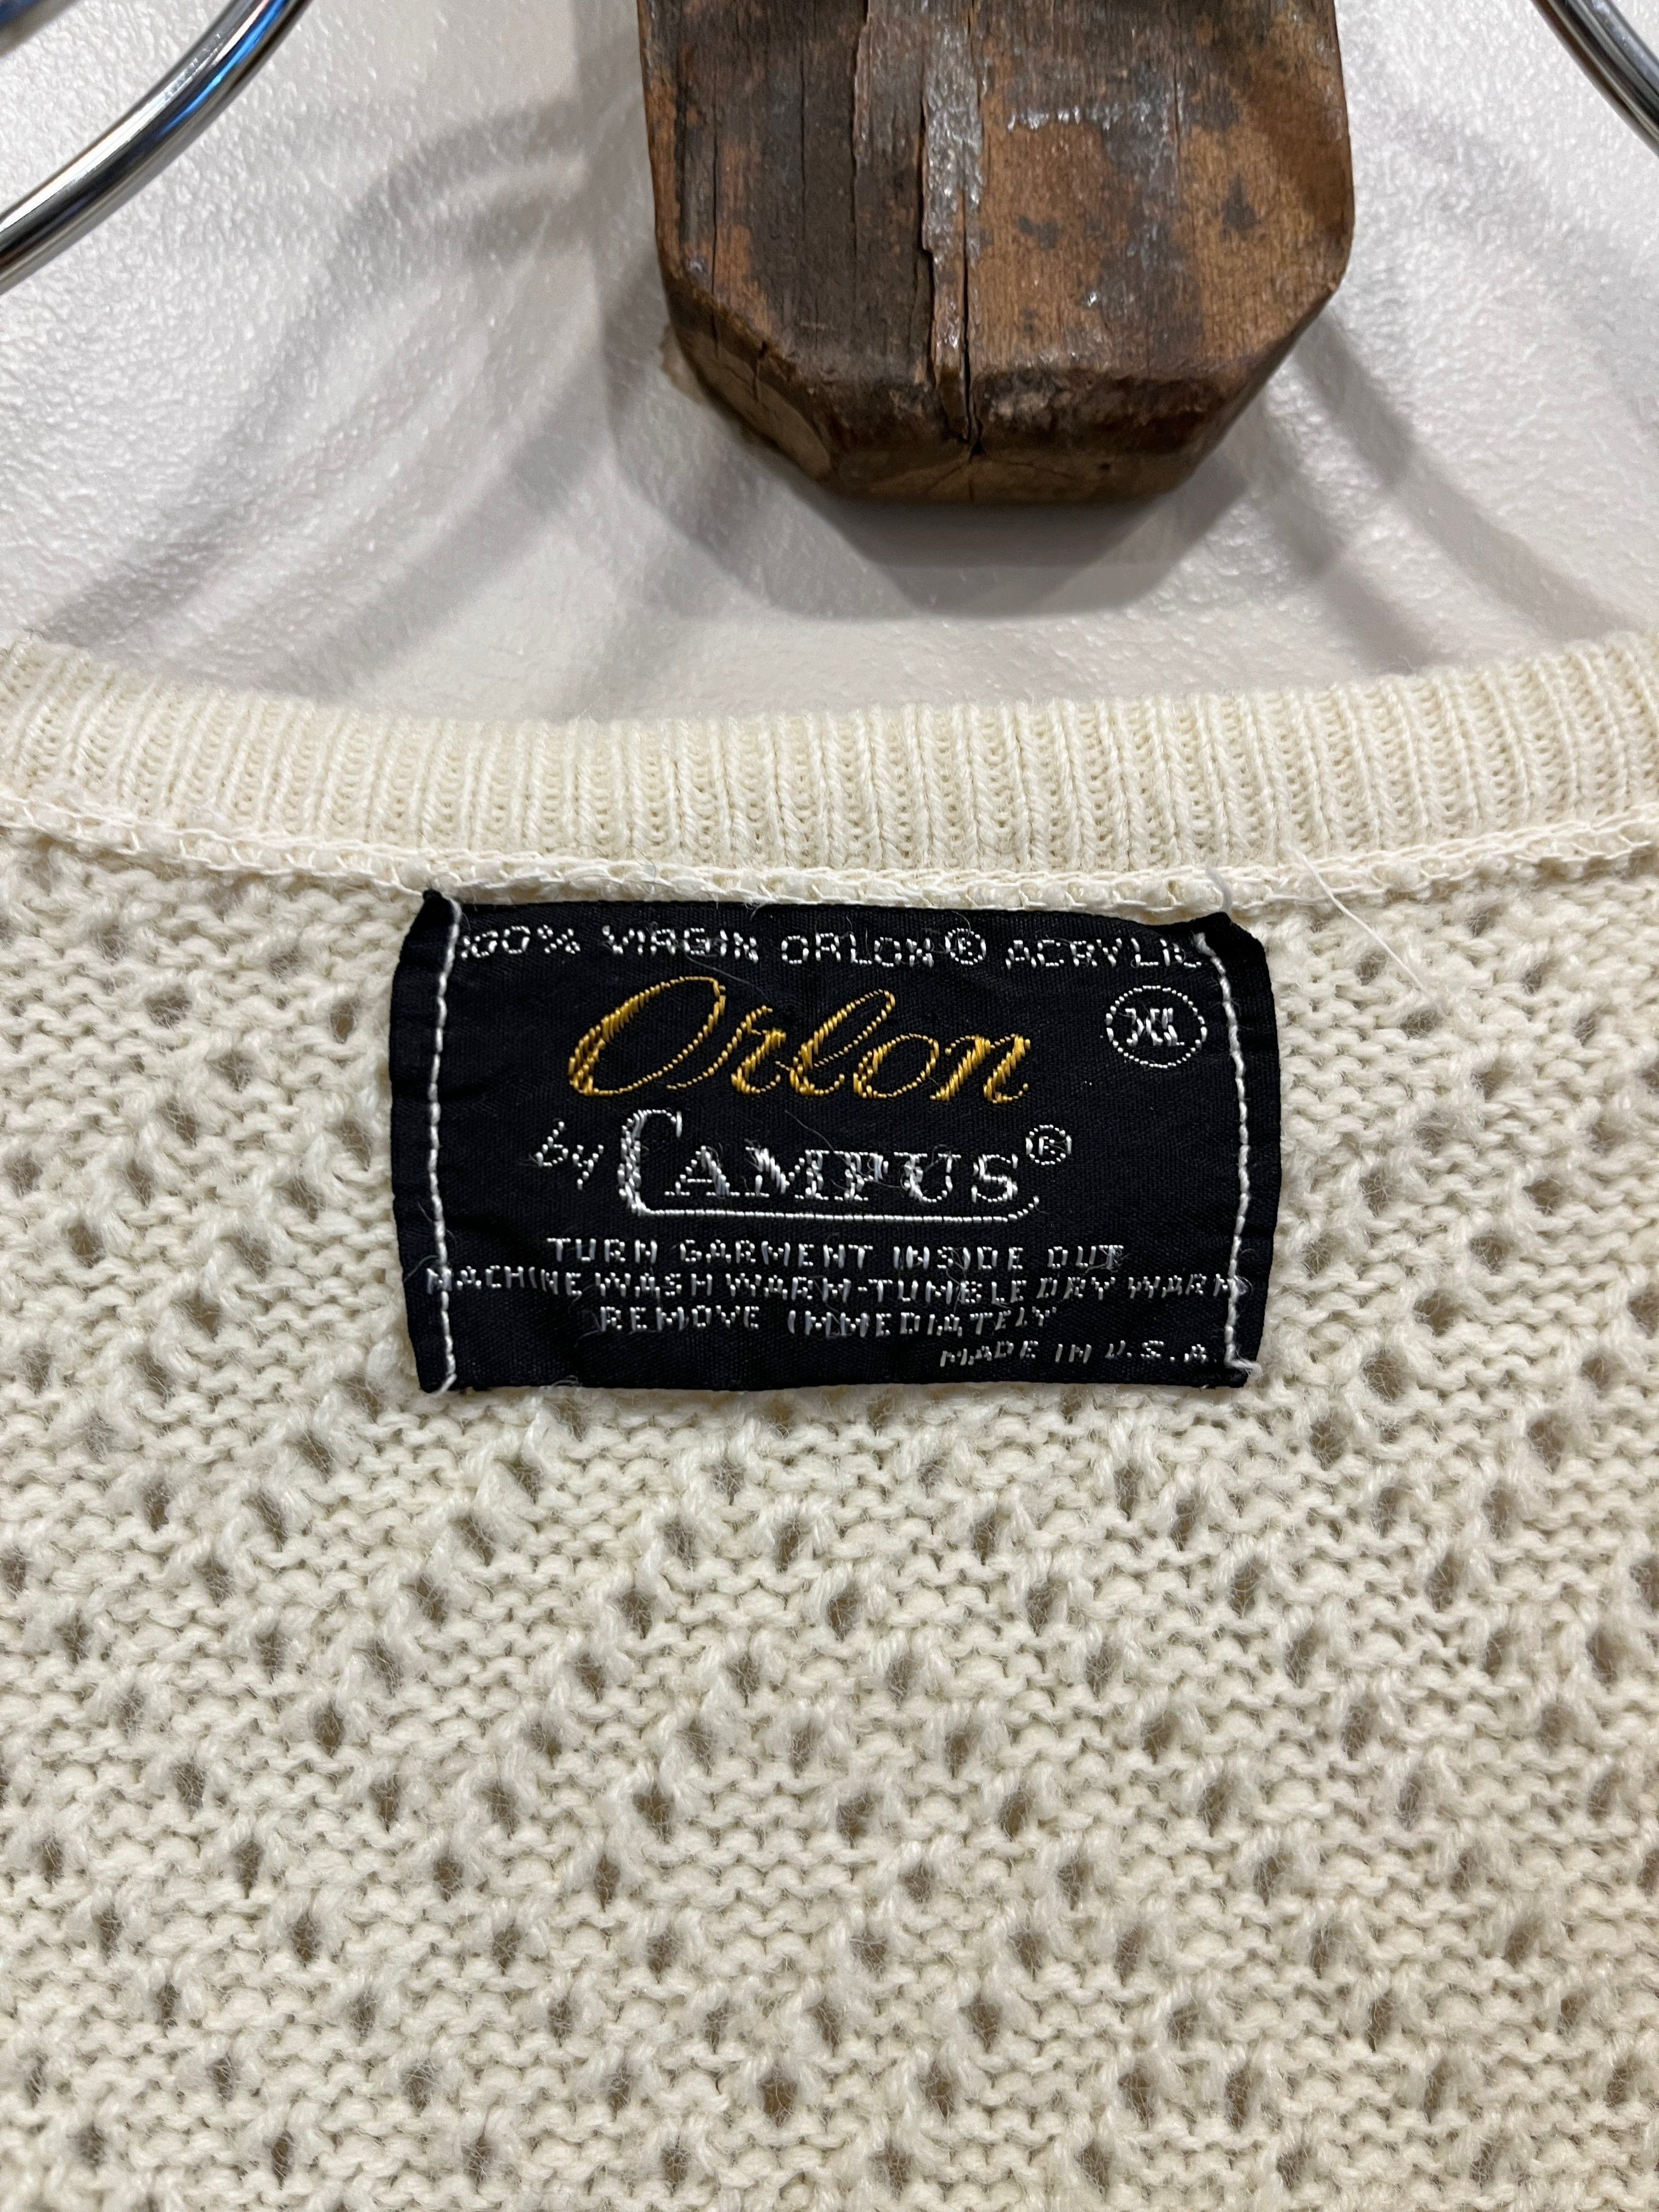 100% VIRGIN ORLON® ACRYLIC
Orlon
XL
by CAMPUS®
TURN GARMENT INSIDE OUT
MACHINE WASH WARM-TUMBLE DRY WARM
REMOVE IMMEDIATELY
MADE IN U.S.A.